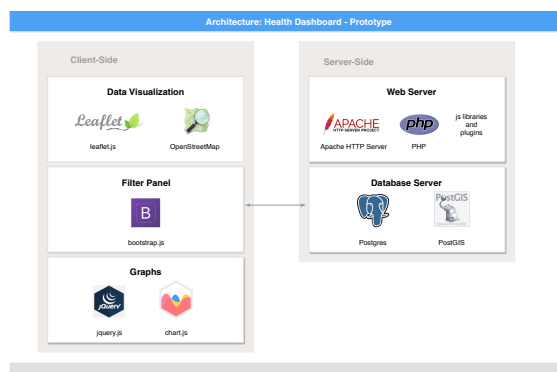 Architecture: Health Dashboard - Prototype
Client-Side
Data Visualization
Leaflet
leaflet.js
OpenStreetMap
Filter Panel
B
bootstrap.js
Graphs
jQuery
jquery.js
chart.js
Server-Side
Web Server
APACHE
HTTP SERVER PROJECT
Apache HTTP Server
php
PHP
js libraries
and
plugins
Database Server
Postgres
PostGIS
PostGIS